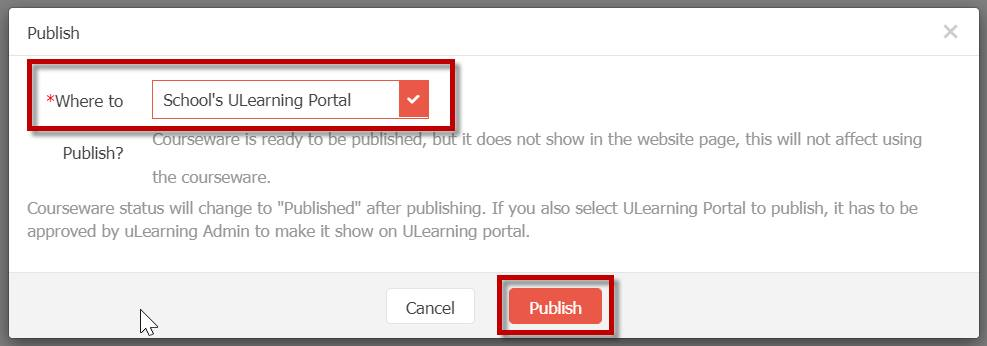 Publish
*Where to
Publish?
School's ULearning Portal
Courseware is ready to be published, but it does not show in the website page, this will not affect using
the courseware.
Courseware status will change to "Published" after publishing. If you also select ULearning Portal to publish, it has to be
approved by uLearning Admin to make it show on ULearning portal.
Cancel
Publish